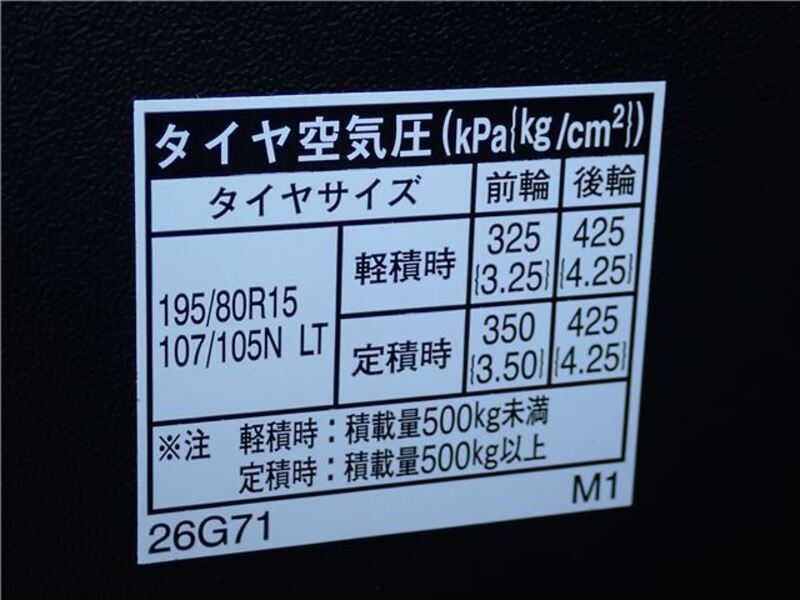 タイヤ空気圧(kPa{kg/cm²})
タイヤサイズ 前輪 後輪
195/80R15
107/105N LT
軽積時 325 {3.25} 425 {4.25}
定積時 350 {3.50} 425 {4.25}
※注 軽積時：積載量500kg未満
定積時：積載量500kg以上
26G71 M1